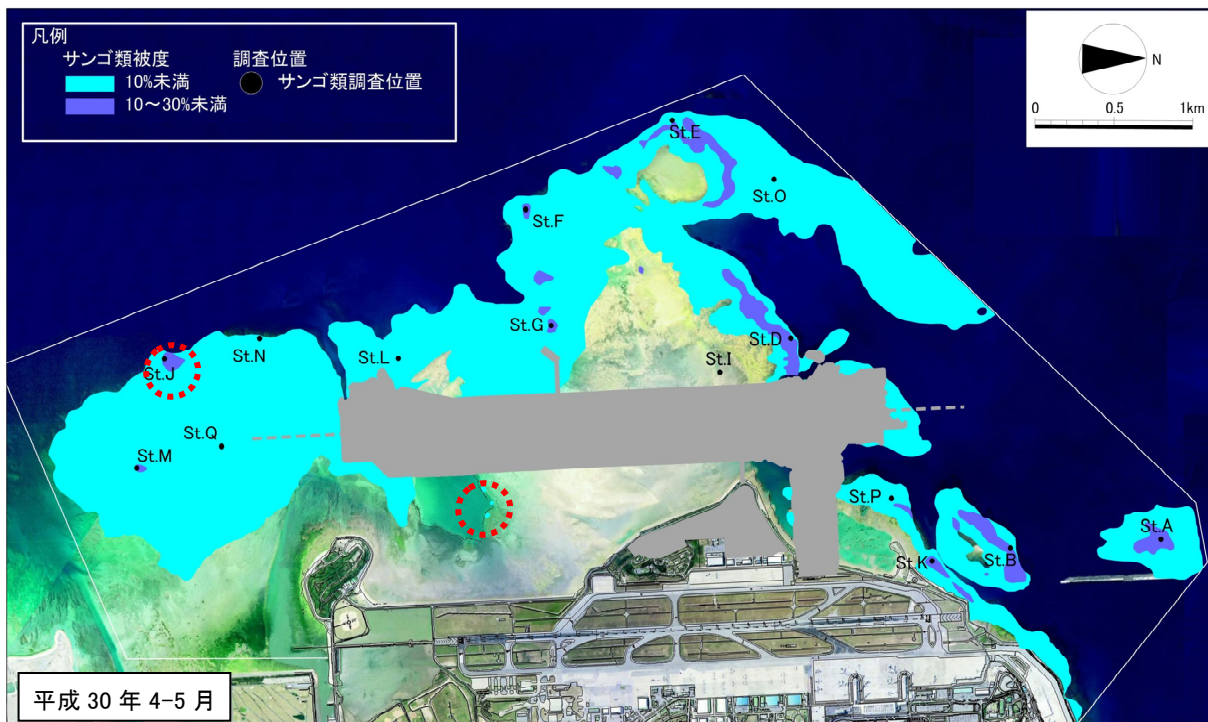 凡例
サンゴ類被度 調査位置
10%未満 サンゴ類調査位置
10～30%未満
N
0 0.5 1km
St.E
St.O
St.F
St.G
St.D
St.N
St.L
St.I
St.J
St.Q
St.M
St.P
St.A
St.B
St.K
平成 30 年 4-5 月